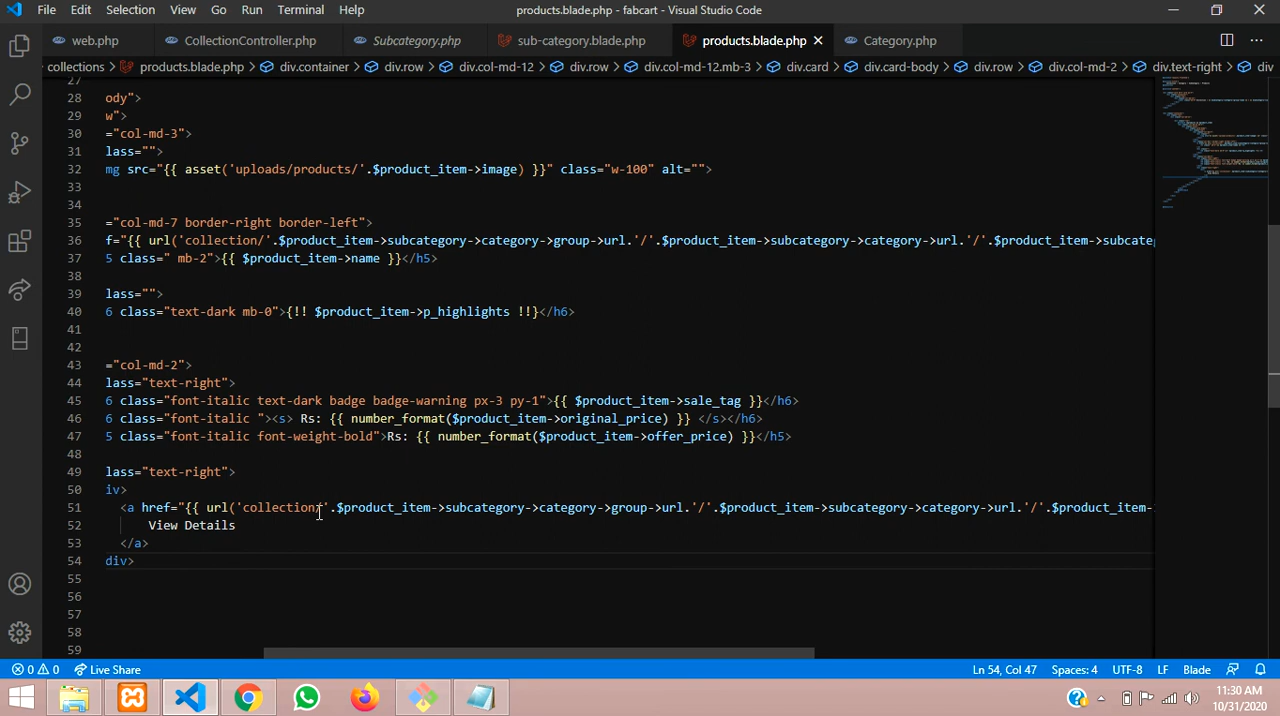 File Edit Selection View Go Run Terminal Help products.blade.php - fabcart - Visual Studio Code
web.php CollectionController.php Subcategory.php sub-category.blade.php products.blade.php Category.php
collections > products.blade.php > div.container > div.row > div.col-md-12 > div.row > div.col-md-12.mb-3 > div.card > div.card-body > div.row > div.col-md-2 > div.text-right > div
27
28 ody">
29 w">
30 ="col-md-3">
31 lass="">
32 mg src="{{ asset('uploads/products/'.$product_item->image) }}" class="w-100" alt="">
33
34
35 ="col-md-7 border-right border-left">
36 f="{{ url('collection/'.$product_item->subcategory->category->group->url.'/'.$product_item->subcategory->category->url.'/'.$product_item->subcateg
37 5 class=" mb-2">{{ $product_item->name }}</h5>
38
39 lass="">
40 6 class="text-dark mb-0">{!! $product_item->p_highlights !!}</h6>
41
42
43 ="col-md-2">
44 lass="text-right">
45 6 class="font-italic text-dark badge badge-warning px-3 py-1">{{ $product_item->sale_tag }}</h6>
46 6 class="font-italic "><s> Rs: {{ number_format($product_item->original_price) }} </s></h6>
47 5 class="font-italic font-weight-bold">Rs: {{ number_format($product_item->offer_price) }}</h5>
48
49 lass="text-right">
50 iv>
51 <a href="{{ url('collection/'.$product_item->subcategory->category->group->url.'/'.$product_item->subcategory->category->url.'/'.$product_item-
52 View Details
53 </a>
54 div>
55
56
57
58
59
0 0 Live Share Ln 54, Col 47 Spaces: 4 UTF-8 LF Blade
11:30 AM
10/31/2020